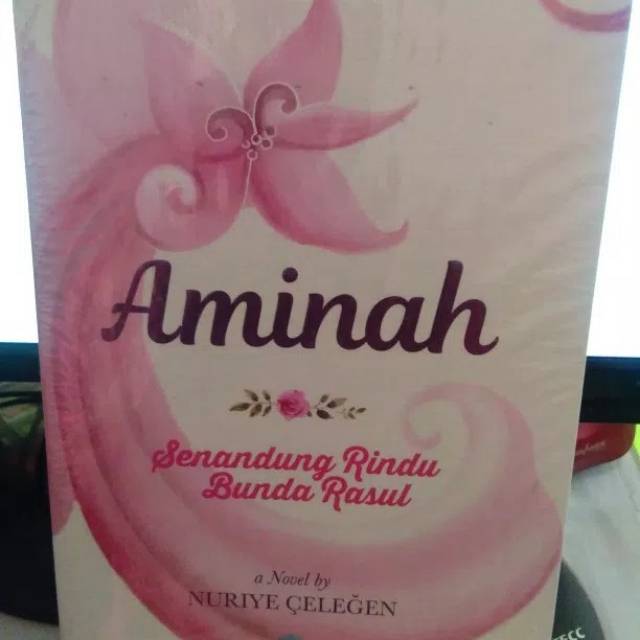 Aminah
Senandung Rindu
Bunda Rasul
a Novel by
NURIYE ÇELEĞEN